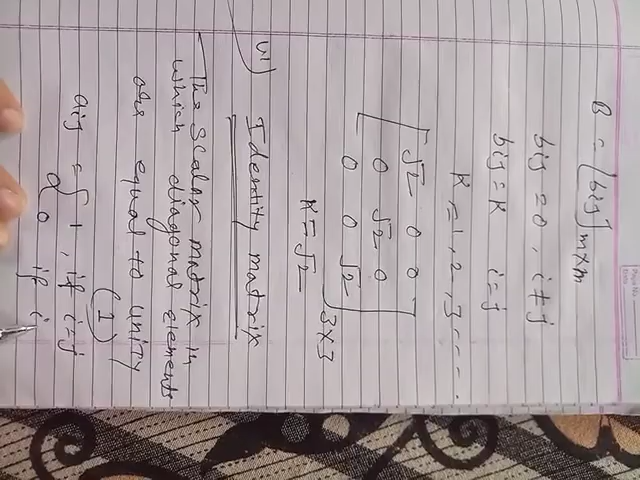 B = [bij] m×m
bij = 0, i ≠ j
bij = K i = j
K = 1, 2, 3 ----.
[√2 0 0
0 √2 0
0 0 √2] 3×3
K = √2
vi) Identity matrix
The scalar matrix in
which diagonal elements
are equal to unity
(1)
aij = { 1, if i=j
0 if i